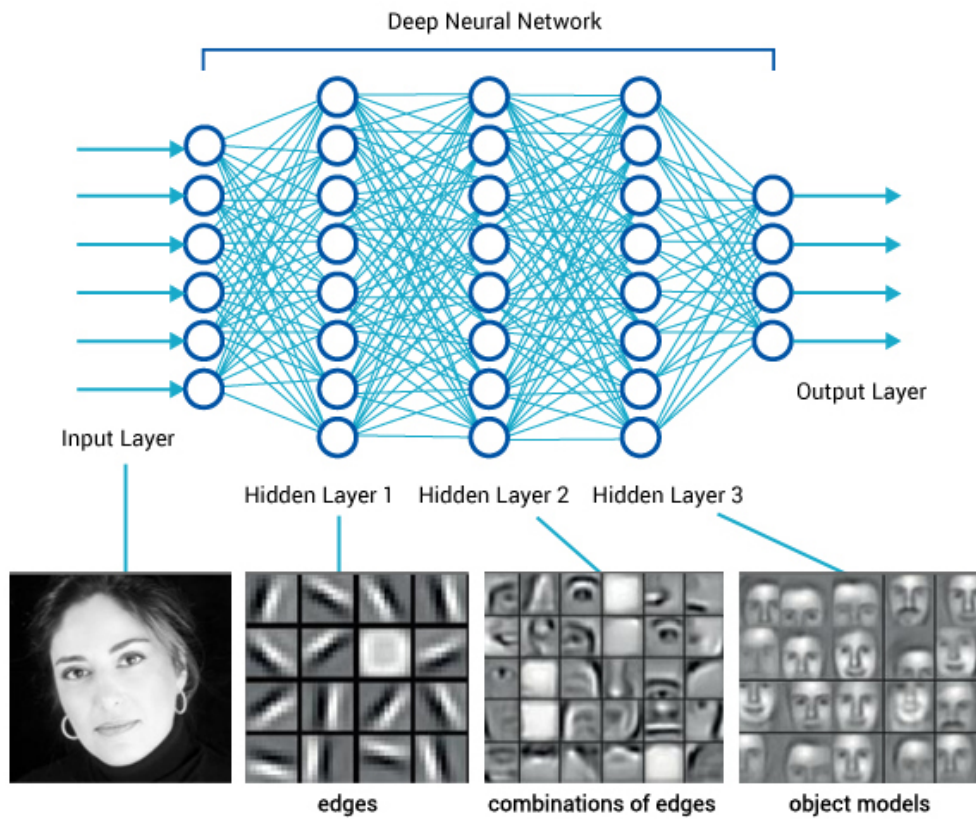 Deep Neural Network
Output Layer
Input Layer
Hidden Layer 1
Hidden Layer 2
Hidden Layer 3
edges
combinations of edges
object models